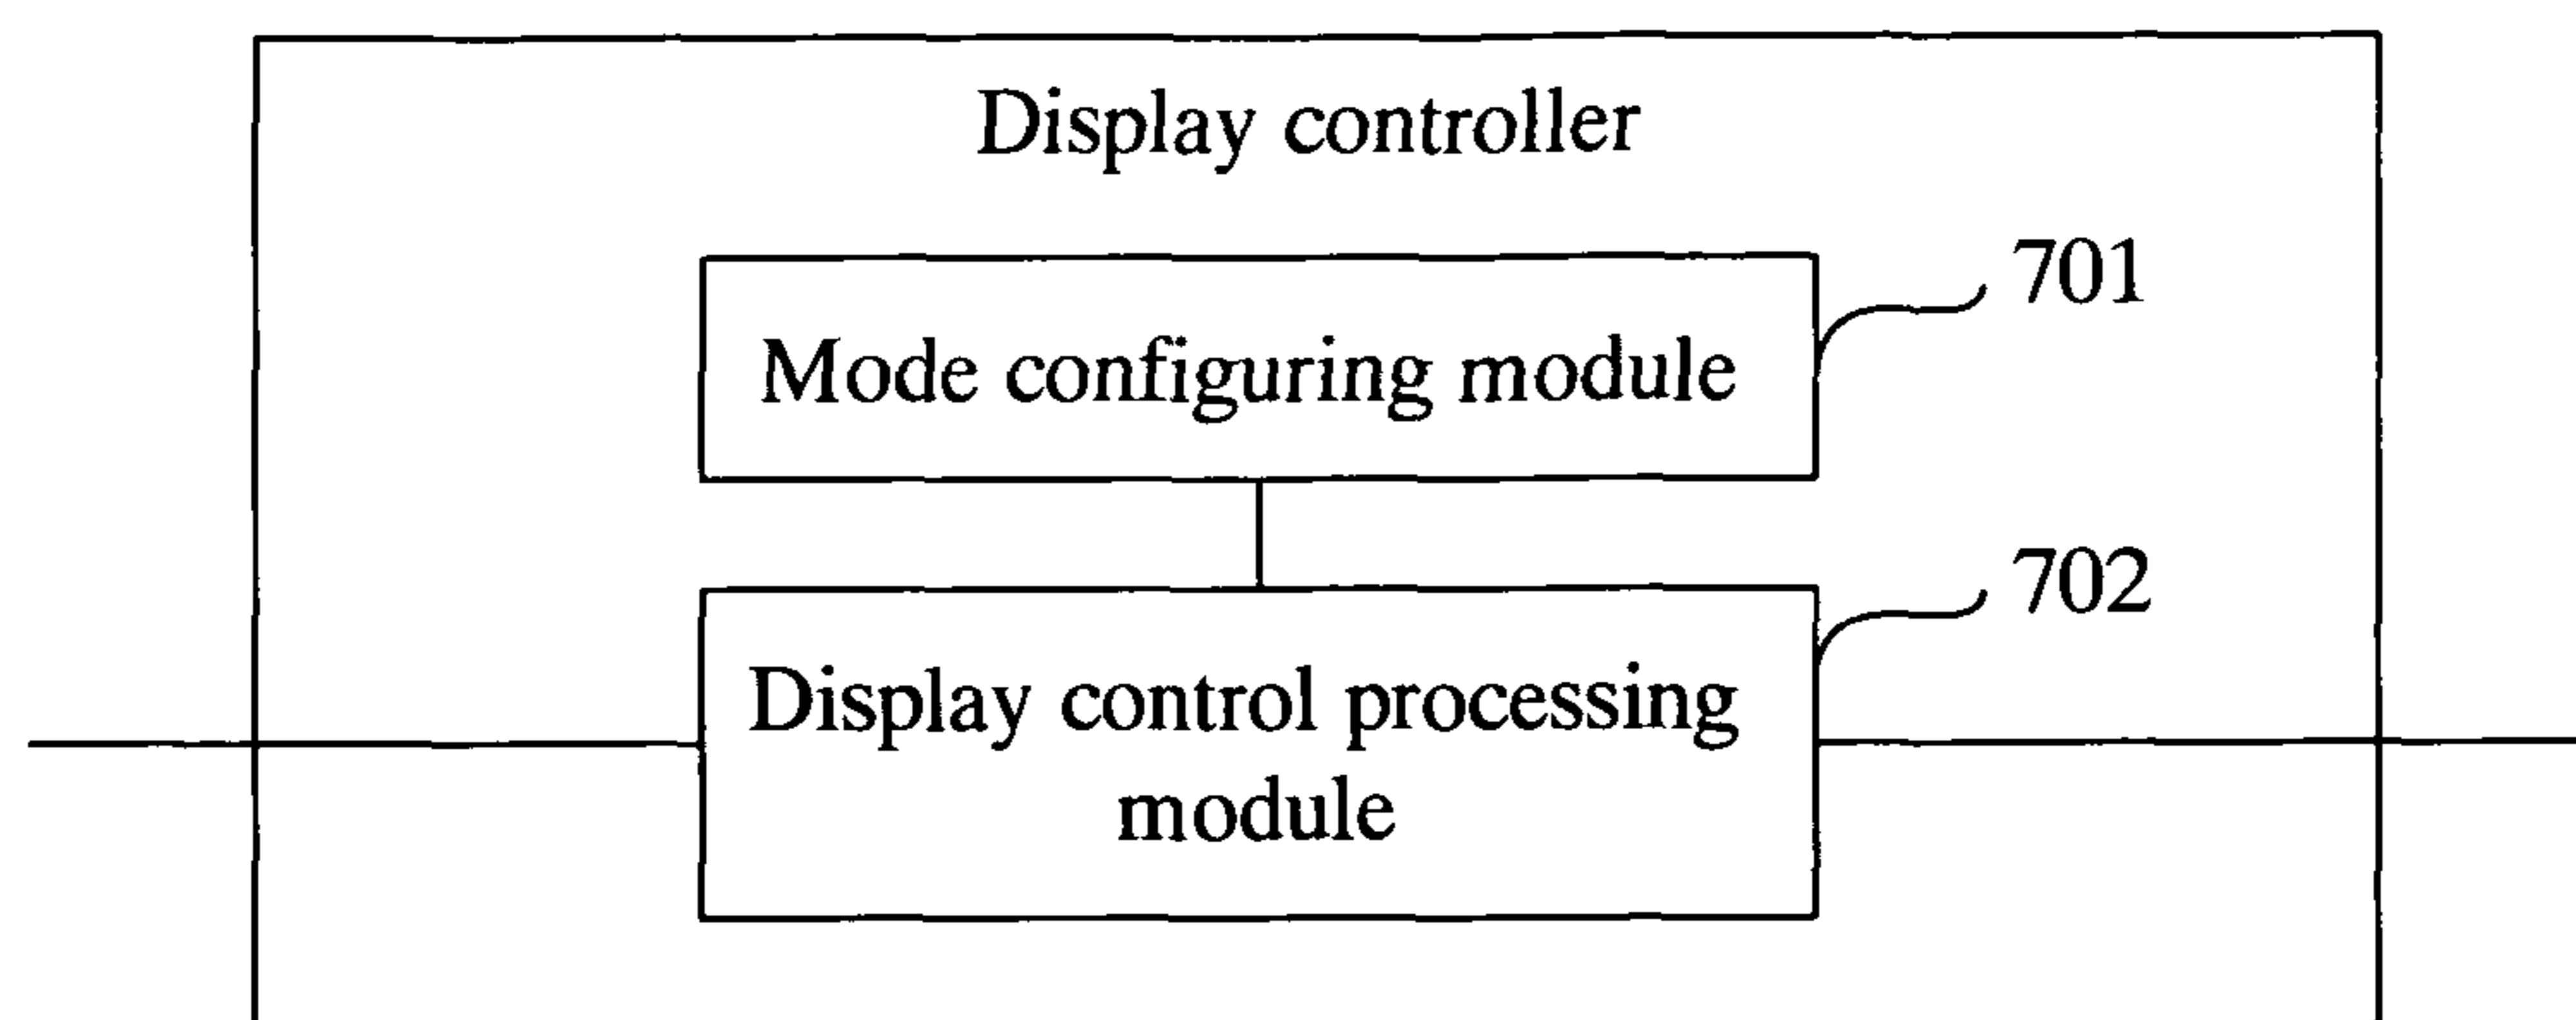 Display controller
701
Mode configuring module
702
Display control processing
module